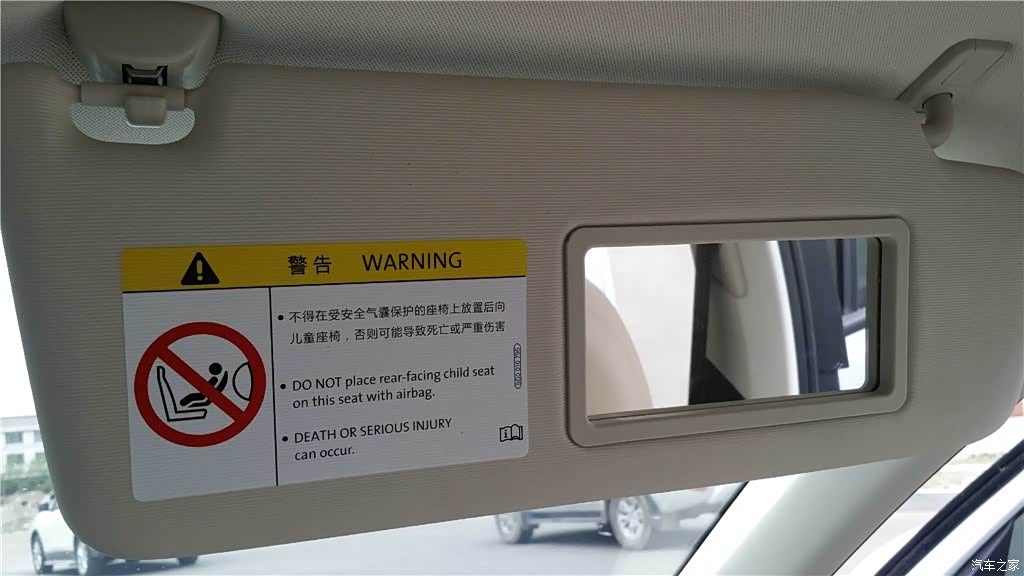 警告 WARNING
• 不得在受安全气囊保护的座椅上放置后向
儿童座椅，否则可能导致死亡或严重伤害
• DO NOT place rear-facing child seat
on this seat with airbag.
• DEATH OR SERIOUS INJURY
can occur.
汽车之家